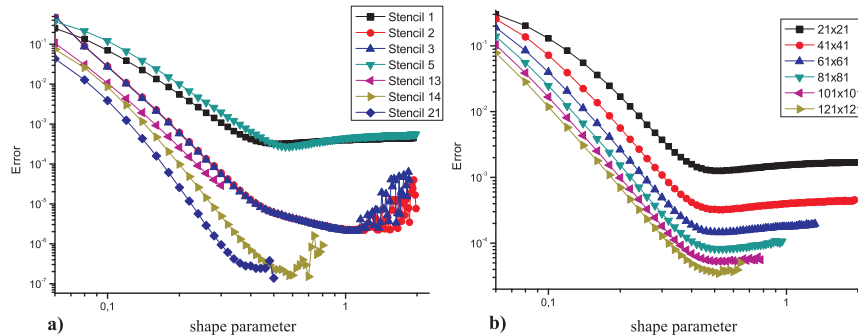 Error
10⁻¹
10⁻²
10⁻³
10⁻⁴
10⁻⁵
10⁻⁶
10⁻⁷
0,1
1
Stencil 1
Stencil 2
Stencil 3
Stencil 5
Stencil 13
Stencil 14
Stencil 21
a)
shape parameter
Error
10⁻¹
10⁻²
10⁻³
10⁻⁴
0,1
1
21x21
41x41
61x61
81x81
101x101
121x12
b)
shape parameter